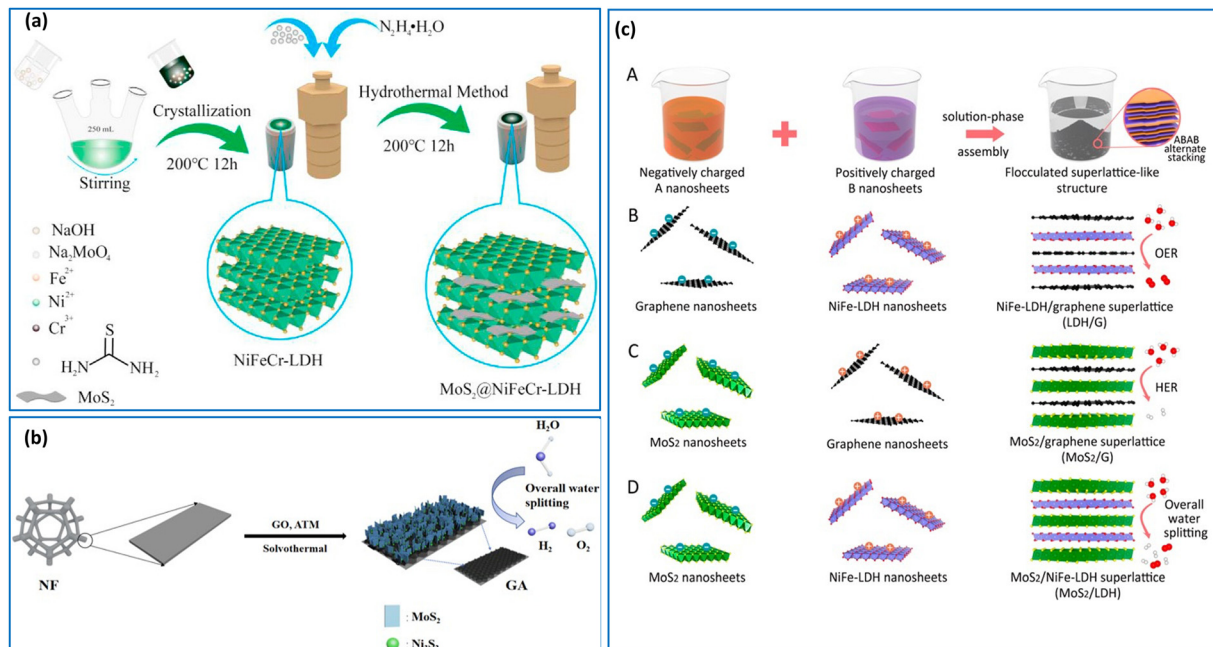 (a)
N₂H₄•H₂O
Crystallization
200℃ 12h
Hydrothermal Method
200℃ 12h
250 mL
Stirring
NaOH
Na₂MoO₄
Fe²⁺
Ni²⁺
Cr³⁺
S
H₂N
NH₂
MoS₂
NiFeCr-LDH
MoS₂@NiFeCr-LDH
(b)
NF
GO, ATM
Solvothermal
H₂O
Overall water
splitting
H₂
O₂
GA
: MoS₂
: Ni₃S₂
(c)
A
Negatively charged
A nanosheets
Positively charged
B nanosheets
solution-phase
assembly
ABAB
alternate
stacking
Flocculated superlattice-like
structure
B
Graphene nanosheets
NiFe-LDH nanosheets
OER
NiFe-LDH/graphene superlattice
(LDH/G)
C
MoS₂ nanosheets
Graphene nanosheets
HER
MoS₂/graphene superlattice
(MoS₂/G)
D
MoS₂ nanosheets
NiFe-LDH nanosheets
Overall
water
splitting
MoS₂/NiFe-LDH superlattice
(MoS₂/LDH)